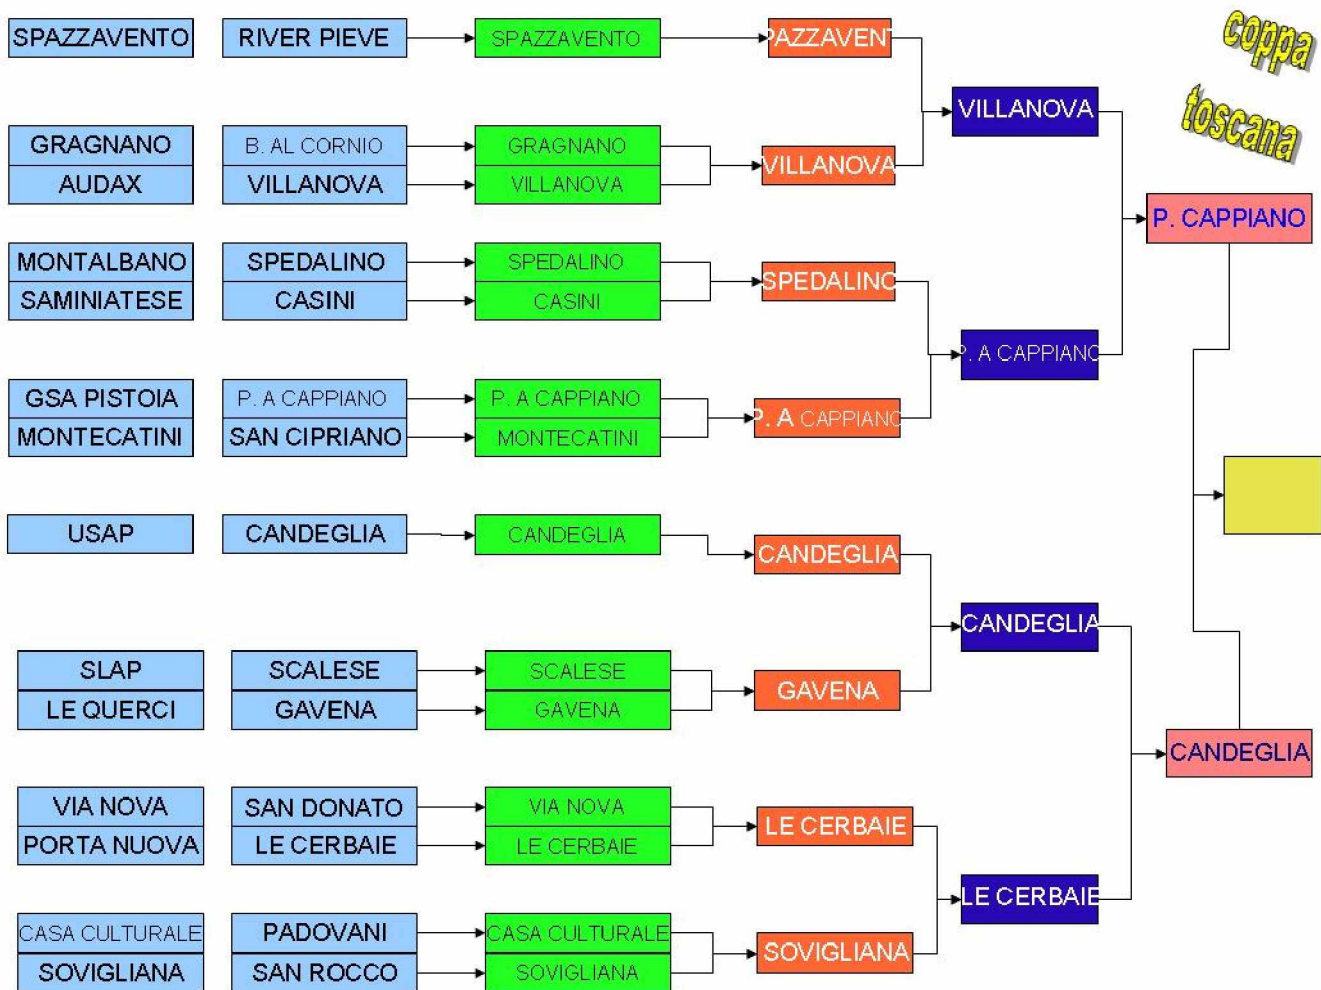 coppa
toscana
SPAZZAVENTO RIVER PIEVE SPAZZAVENTO PAZZAVENT
VILLANOVA
GRAGNANO B. AL CORNIO GRAGNANO
VILLANOVA
AUDAX VILLANOVA VILLANOVA
P. CAPPIANO
MONTALBANO SPEDALINO SPEDALINO
SPEDALINO
SAMINIATESE CASINI CASINI
P. A CAPPIANO
GSA PISTOIA P. A CAPPIANO P. A CAPPIANO
P. A CAPPIANO
MONTECATINI SAN CIPRIANO MONTECATINI
USAP CANDEGLIA CANDEGLIA
CANDEGLIA
CANDEGLIA
SLAP SCALESE SCALESE
GAVENA
LE QUERCI GAVENA GAVENA
CANDEGLIA
VIA NOVA SAN DONATO VIA NOVA
LE CERBAIE
PORTA NUOVA LE CERBAIE LE CERBAIE
LE CERBAIE
CASA CULTURALE PADOVANI CASA CULTURALE
SOVIGLIANA
SOVIGLIANA SAN ROCCO SOVIGLIANA